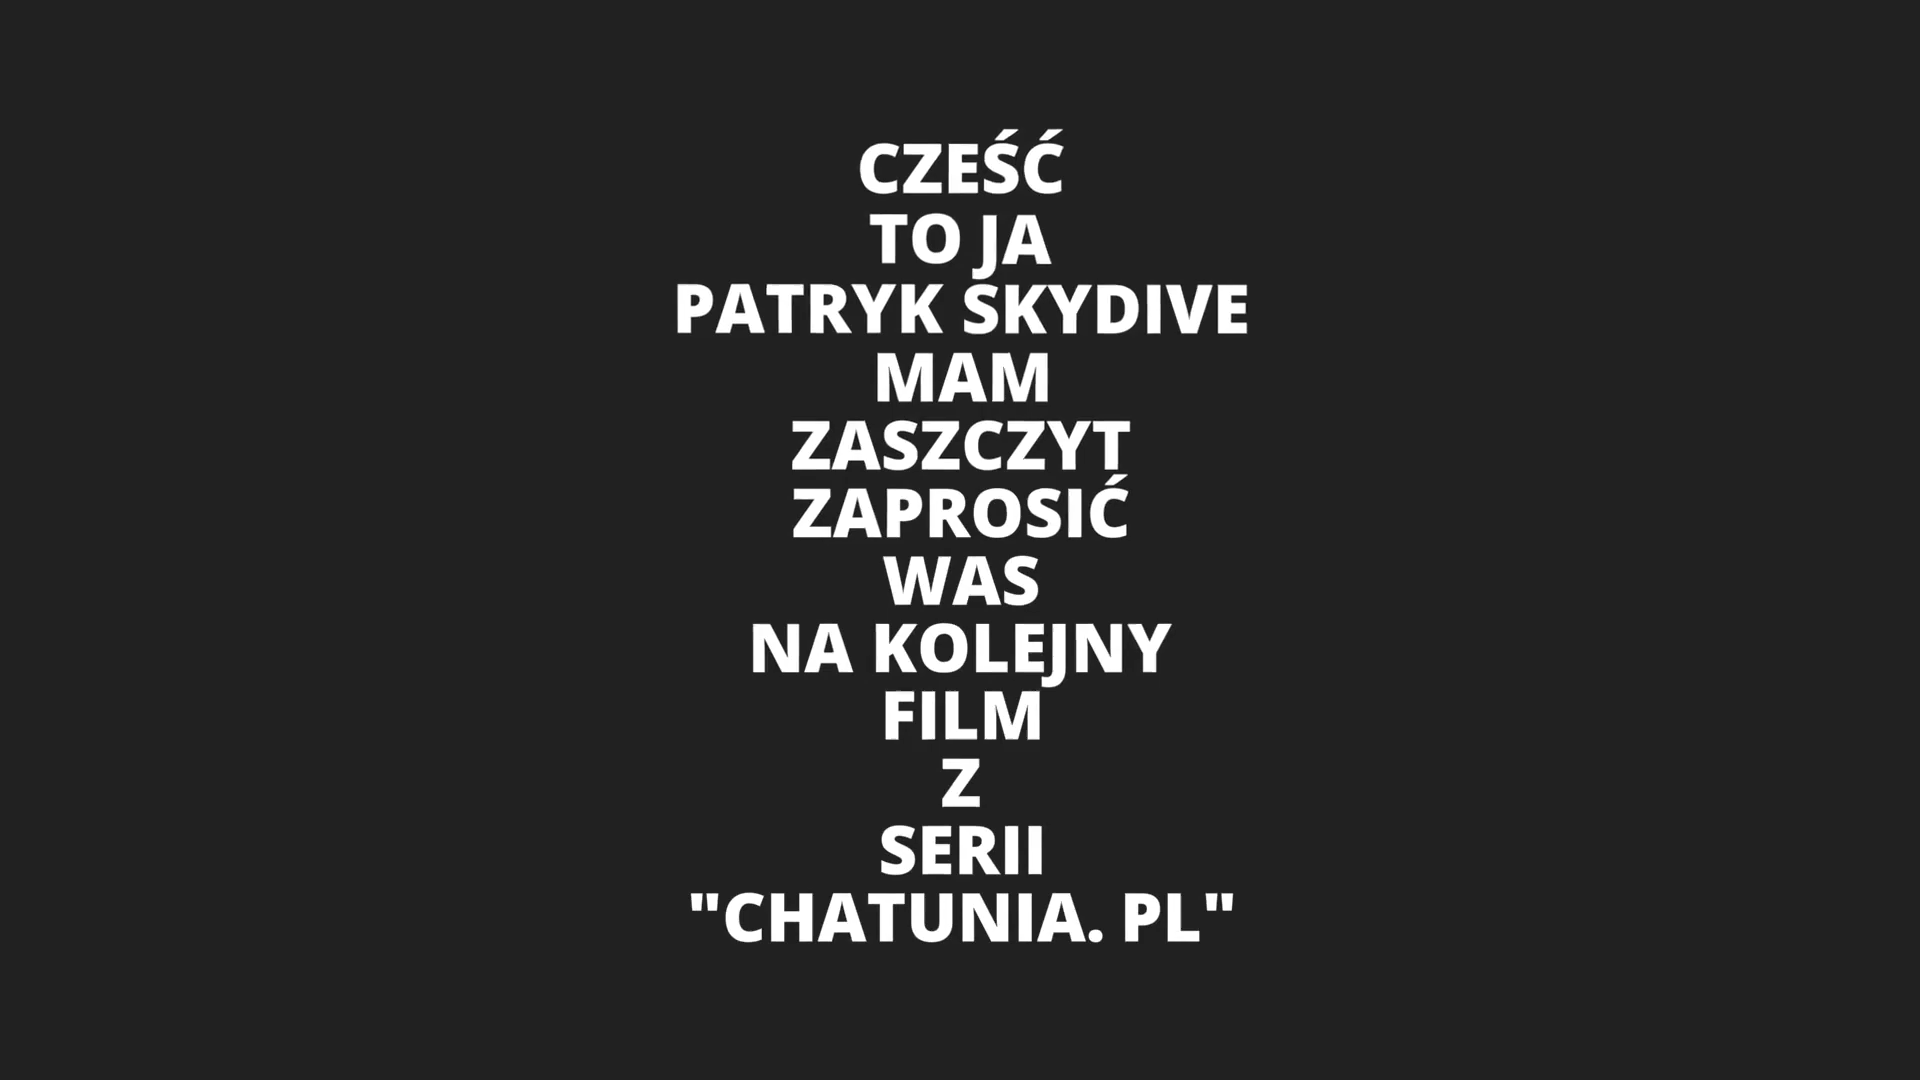 CZEŚĆ
TO JA
PATRYK SKYDIVE
MAM
ZASZCZYT
ZAPROSIĆ
WAS
NA KOLEJNY
FILM
Z
SERII
"CHATUNIA. PL"